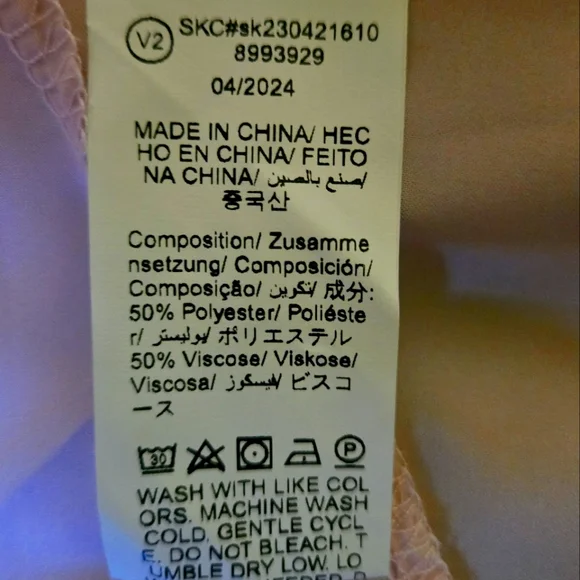 V2 SKC#sk230421610
8993929
04/2024
MADE IN CHINA/ HEC
HO EN CHINA/ FEITO
NA CHINA/ صنع بالصين/
중국산
Composition/ Zusamme
nsetzung/ Composición/
Composição/ تكوين/ 成分:
50% Polyester/ Poliéste
r/ بوليستر/ ポリエステル
50% Viscose/ Viskose/
Viscosa/ فيسكوز/ ビスコ
ース
30 P
WASH WITH LIKE COL
ORS. MACHINE WASH
COLD. GENTLE CYCL
E. DO NOT BLEACH. T
UMBLE DRY LOW. LO